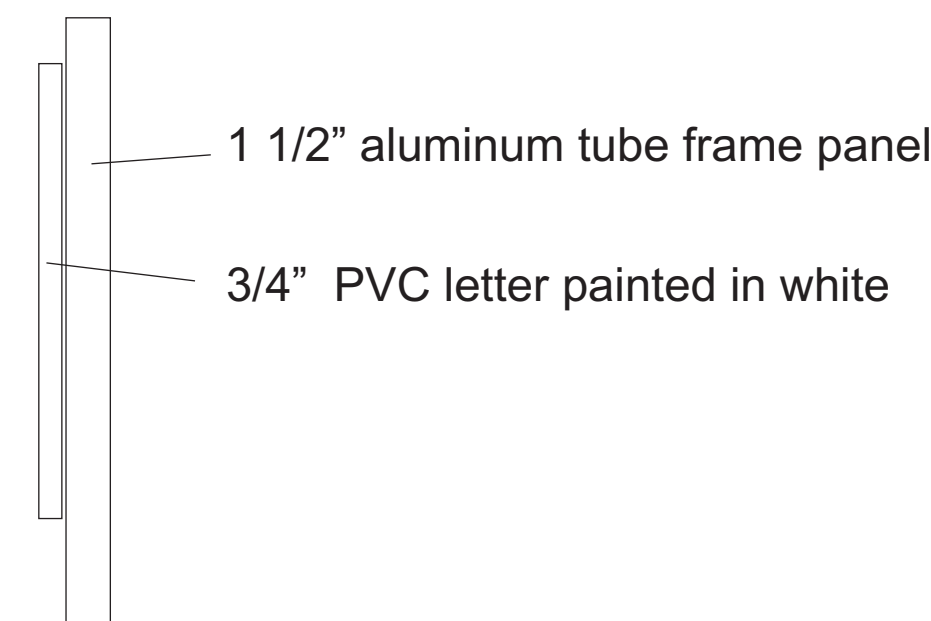 1 1/2” aluminum tube frame panel
3/4”  PVC letter painted in white